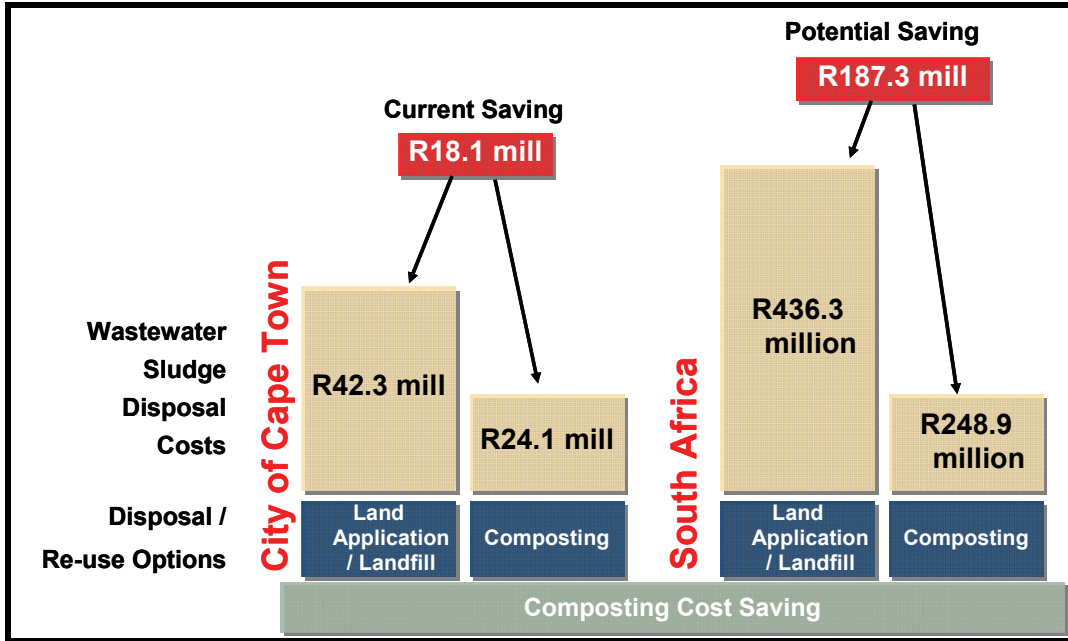 Potential Saving
R187.3 mill
Current Saving
R18.1 mill
Wastewater
Sludge
Disposal
Costs
Disposal /
Re-use Options
City of Cape Town
R42.3 mill
R24.1 mill
Land
Application
/ Landfill
Composting
South Africa
R436.3
million
R248.9
million
Land
Application
/ Landfill
Composting
Composting Cost Saving